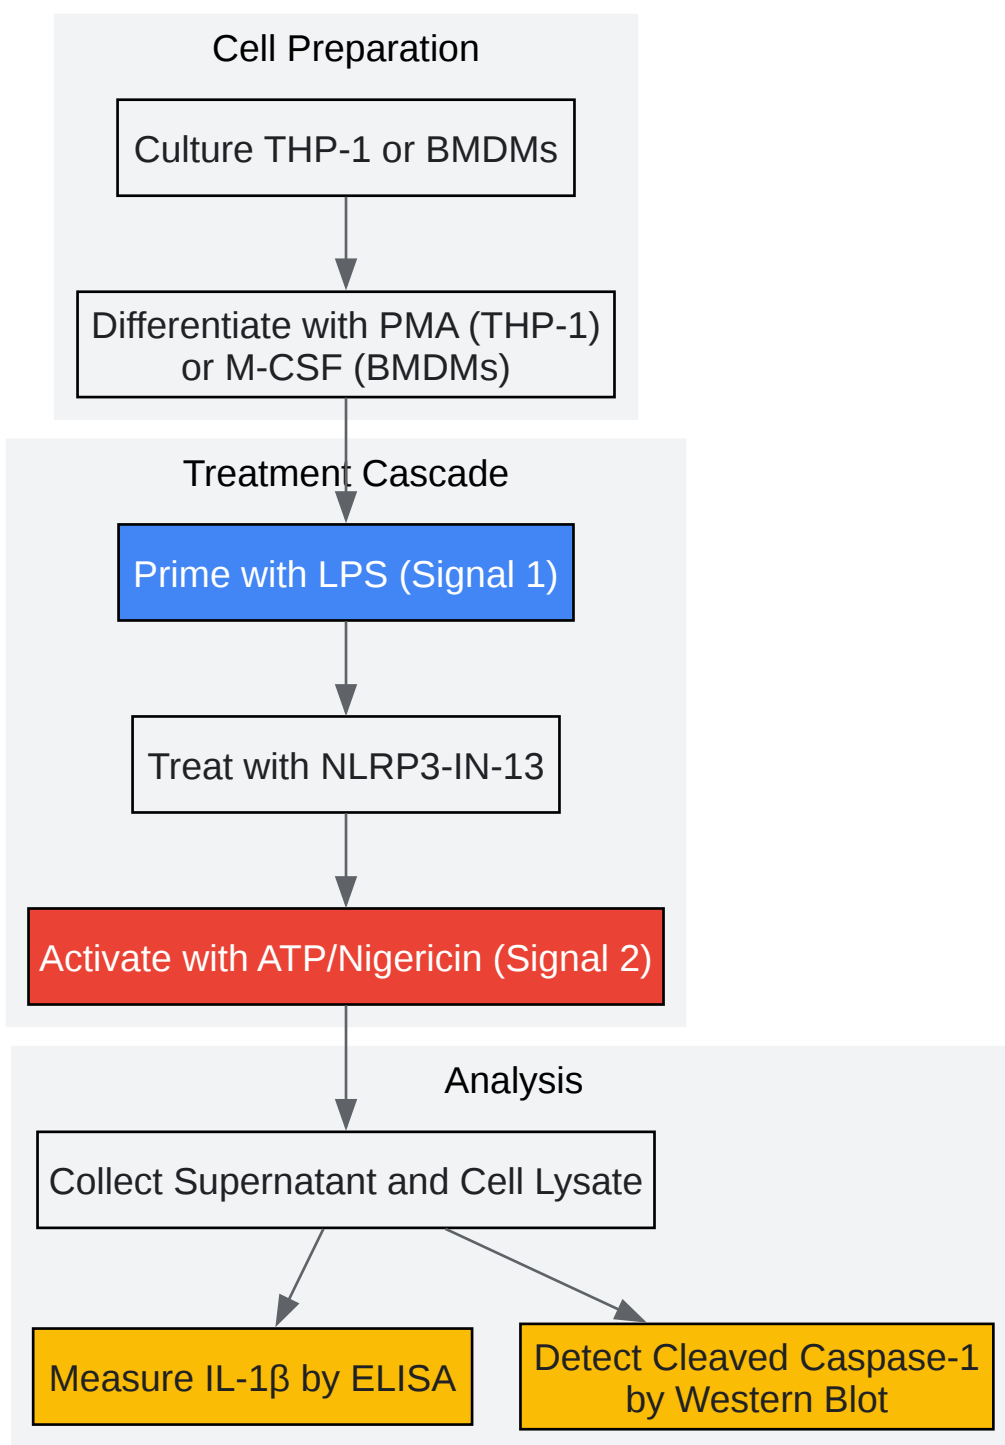 Cell Preparation
Culture THP-1 or BMDMs
Differentiate with PMA (THP-1)
or M-CSF (BMDMs)
Treatment Cascade
Prime with LPS (Signal 1)
Treat with NLRP3-IN-13
Activate with ATP/Nigericin (Signal 2)
Analysis
Collect Supernatant and Cell Lysate
Measure IL-1β by ELISA
Detect Cleaved Caspase-1
by Western Blot